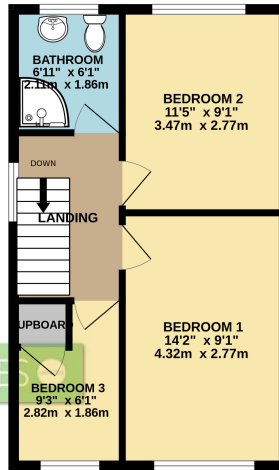 BATHROOM
6'11" x 6'1"
2.11m x 1.86m
BEDROOM 2
11'5" x 9'1"
3.47m x 2.77m
DOWN
LANDING
UPBOARD
BEDROOM 1
14'2" x 9'1"
4.32m x 2.77m
BEDROOM 3
9'3" x 6'1"
2.82m x 1.86m